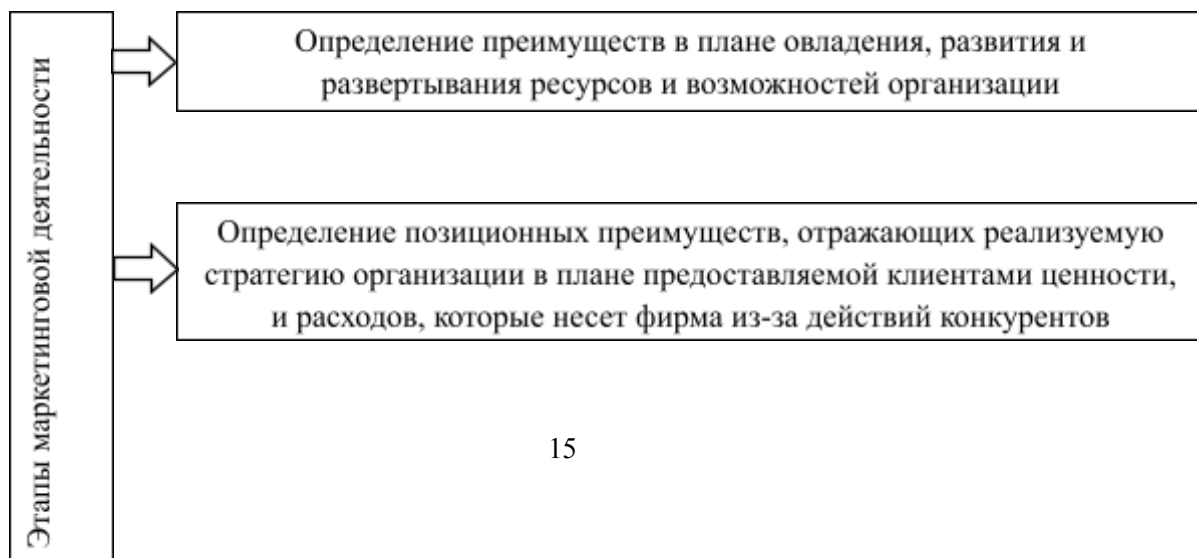 Этапы маркетинговой деятельности
Определение преимуществ в плане овладения, развития и
развертывания ресурсов и возможностей организации
Определение позиционных преимуществ, отражающих реализуемую
стратегию организации в плане предоставляемой клиентами ценности,
и расходов, которые несет фирма из-за действий конкурентов
15